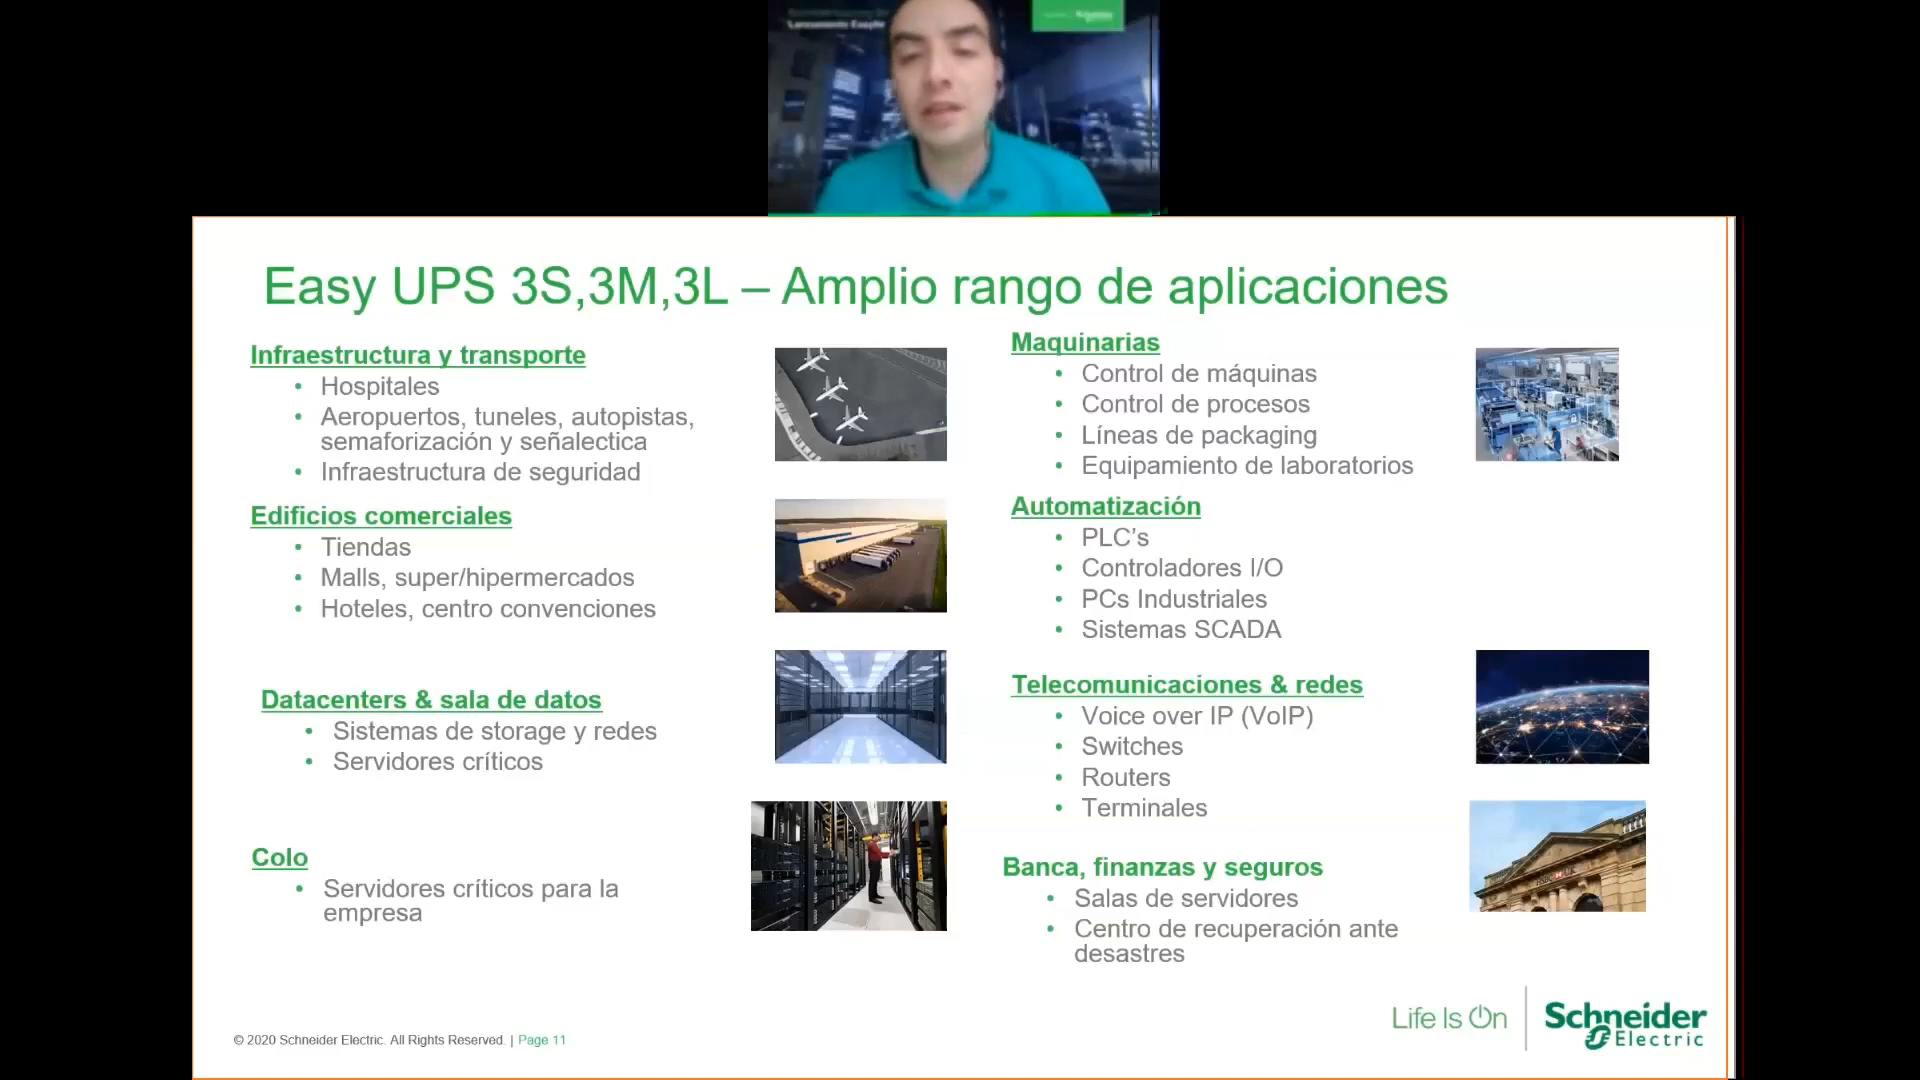 Easy UPS 3S,3M,3L – Amplio rango de aplicaciones
Infraestructura y transporte
• Hospitales
• Aeropuertos, tuneles, autopistas,
semaforización y señalectica
• Infraestructura de seguridad
Edificios comerciales
• Tiendas
• Malls, super/hipermercados
• Hoteles, centro convenciones
Datacenters & sala de datos
• Sistemas de storage y redes
• Servidores críticos
Colo
• Servidores críticos para la
empresa
Maquinarias
• Control de máquinas
• Control de procesos
• Líneas de packaging
• Equipamiento de laboratorios
Automatización
• PLC’s
• Controladores I/O
• PCs Industriales
• Sistemas SCADA
Telecomunicaciones & redes
• Voice over IP (VoIP)
• Switches
• Routers
• Terminales
Banca, finanzas y seguros
• Salas de servidores
• Centro de recuperación ante
desastres
© 2020 Schneider Electric. All Rights Reserved. | Page 11
Life Is On
Schneider
Electric